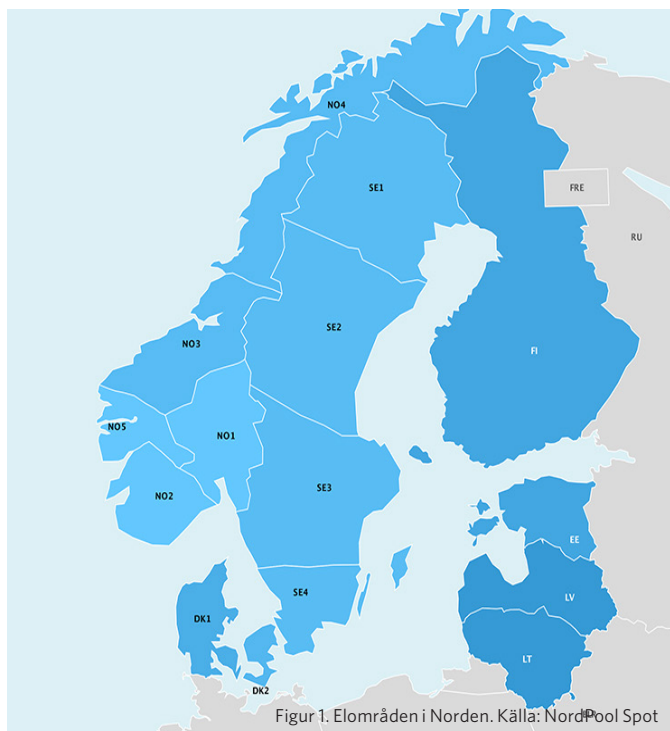 NO4
SE1
FRE
RU
SE2
NO3
FI
NO5
NO1
NO2
SE3
EE
SE4
LV
DK1
LT
DK2
Figur 1. Elområden i Norden. Källa: NordPool Spot